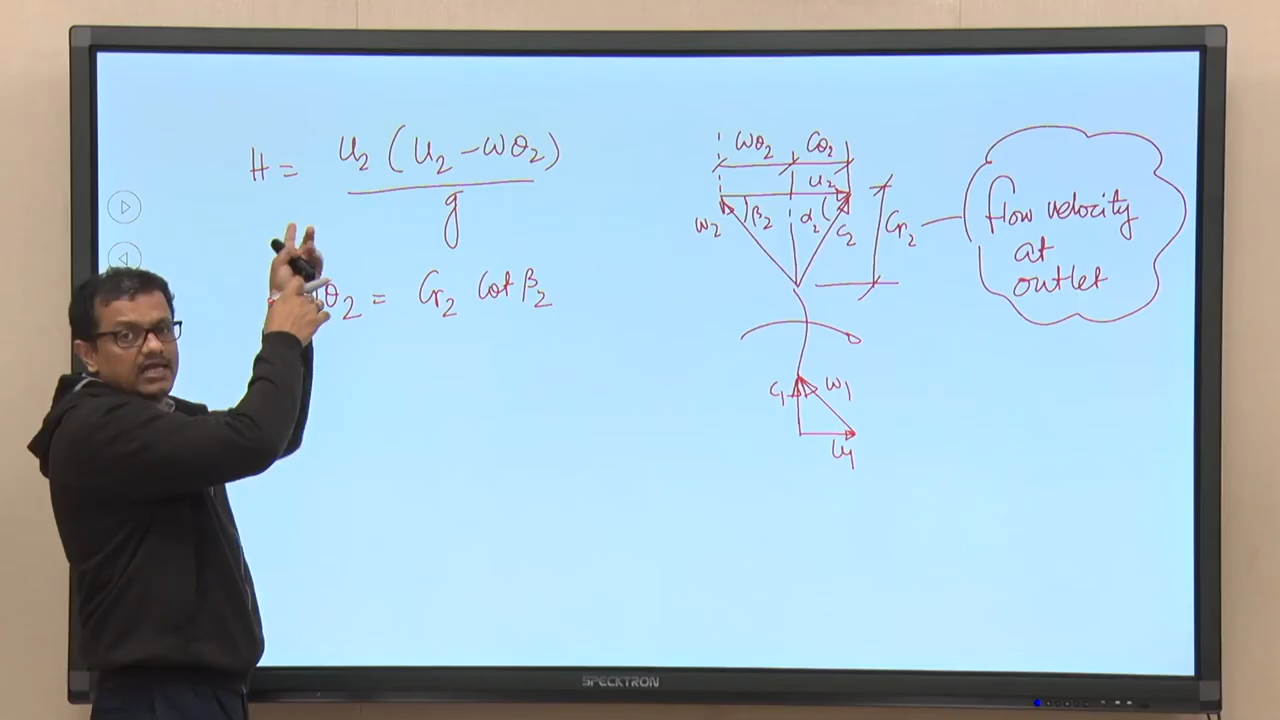 H = u₂ (u₂ - wθ₂)
g
θ₂ = Cr₂ Cot β₂
wθ₂ Cθ₂
u₂
w₂ β₂ α₂ C₂ Cr₂
flow velocity
at
outlet
C₁ w₁
u₁
SPECKTRON